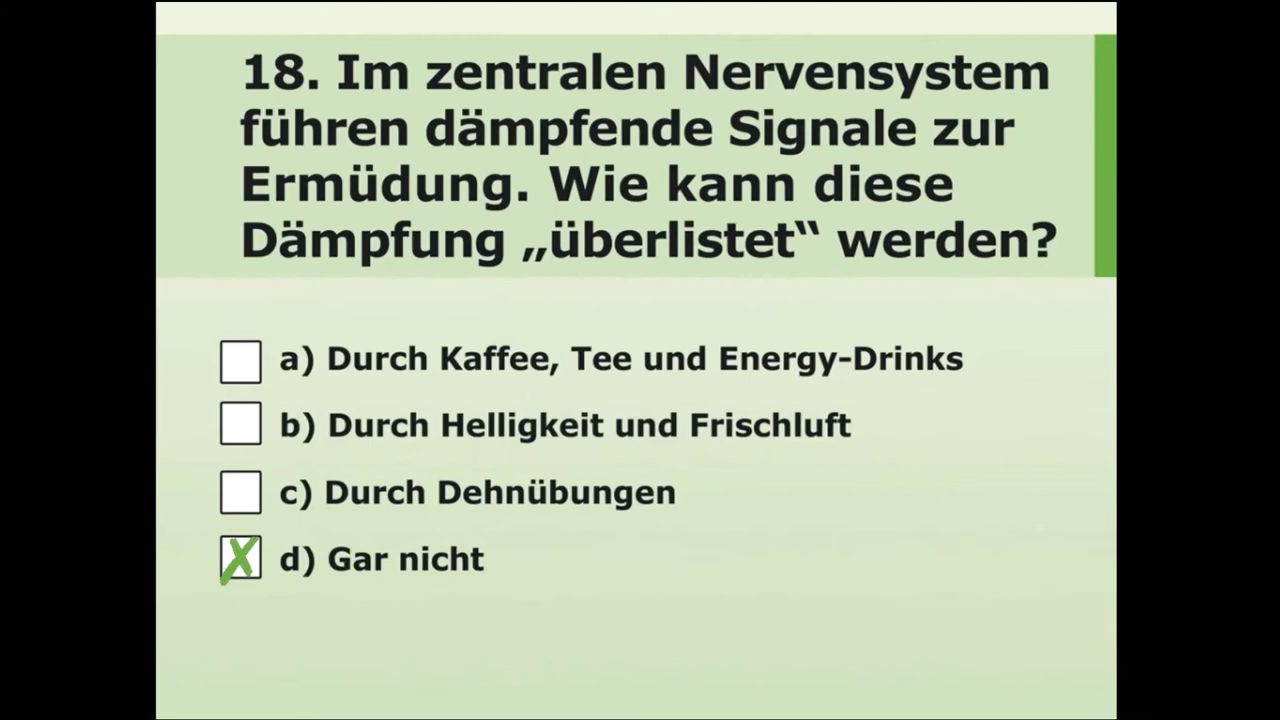 18. Im zentralen Nervensystem
führen dämpfende Signale zur
Ermüdung. Wie kann diese
Dämpfung „überlistet“ werden?
a) Durch Kaffee, Tee und Energy-Drinks
b) Durch Helligkeit und Frischluft
c) Durch Dehnübungen
d) Gar nicht